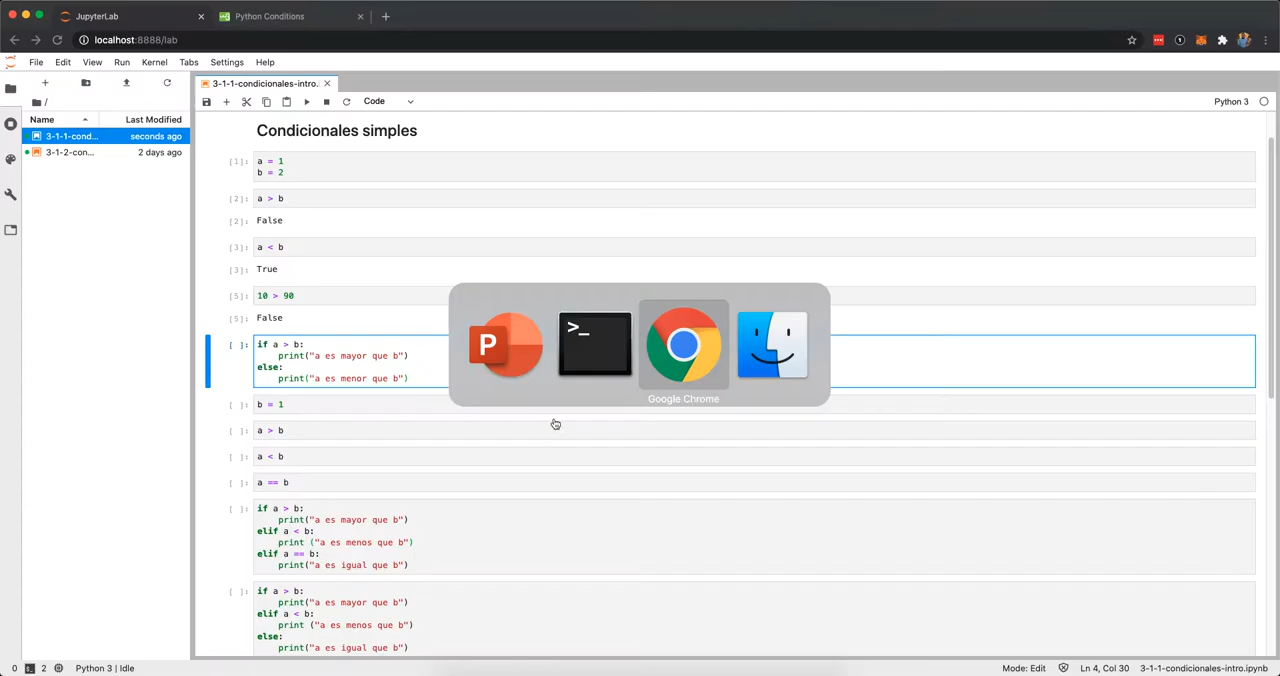 JupyterLab
Python Conditions
localhost:8888/lab
File Edit View Run Kernel Tabs Settings Help
3-1-1-condicionales-intro.
/
Code
Python 3
Name Last Modified
3-1-1-cond... seconds ago
3-1-2-con... 2 days ago
Condicionales simples
[1]: a = 1
b = 2
[2]: a > b
[2]: False
[3]: a < b
[3]: True
[5]: 10 > 90
[5]: False
[ ]: if a > b:
print("a es mayor que b")
else:
print("a es menor que b")
[ ]: b = 1
[ ]: a > b
[ ]: a < b
[ ]: a == b
[ ]: if a > b:
print("a es mayor que b")
elif a < b:
print ("a es menos que b")
elif a == b:
print("a es igual que b")
[ ]: if a > b:
print("a es mayor que b")
elif a < b:
print ("a es menos que b")
else:
print("a es igual que b")
P
>_
Google Chrome
0 2 Python 3 | Idle
Mode: Edit Ln 4, Col 30 3-1-1-condicionales-intro.ipynb